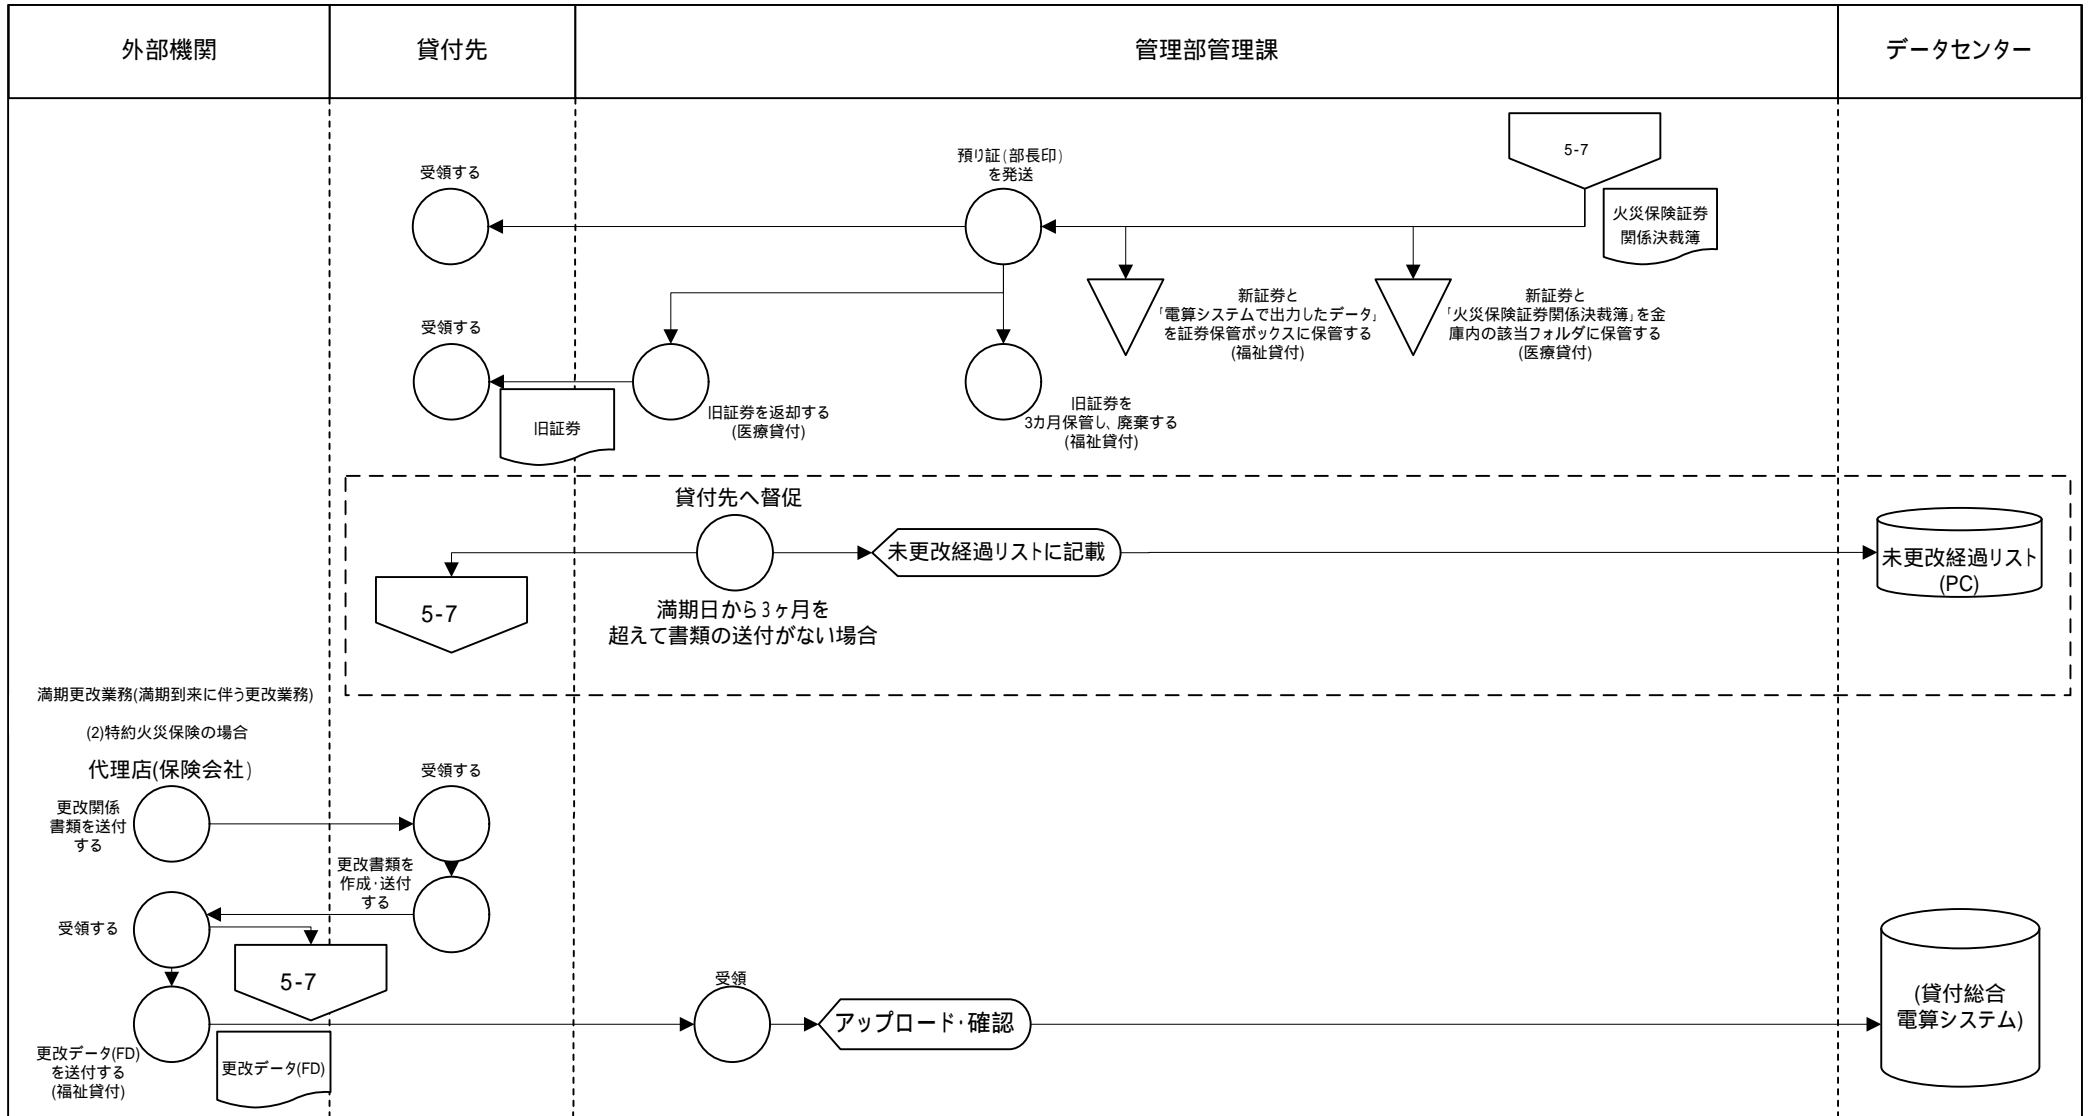 外部機関
貸付先
管理部管理課
データセンター
5-7
預り証(部長印)
を発送
受領する
火災保険証券
関係決裁簿
新証券と
「電算システムで出力したデータ」
を証券保管ボックスに保管する
(福祉貸付)
新証券と
「火災保険証券関係決裁簿」を金
庫内の該当フォルダに保管する
(医療貸付)
受領する
旧証券
旧証券を返却する
(医療貸付)
旧証券を
3カ月保管し、廃棄する
(福祉貸付)
貸付先へ督促
未更改経過リストに記載
未更改経過リスト
(PC)
5-7
満期日から3ヶ月を
超えて書類の送付がない場合
満期更改業務(満期到来に伴う更改業務)
(2)特約火災保険の場合
代理店(保険会社)
受領する
更改関係
書類を送付
する
更改書類を
作成・送付
する
受領する
5-7
受領
アップロード・確認
(貸付総合
電算システム)
更改データ(FD)
を送付する
(福祉貸付)
更改データ(FD)